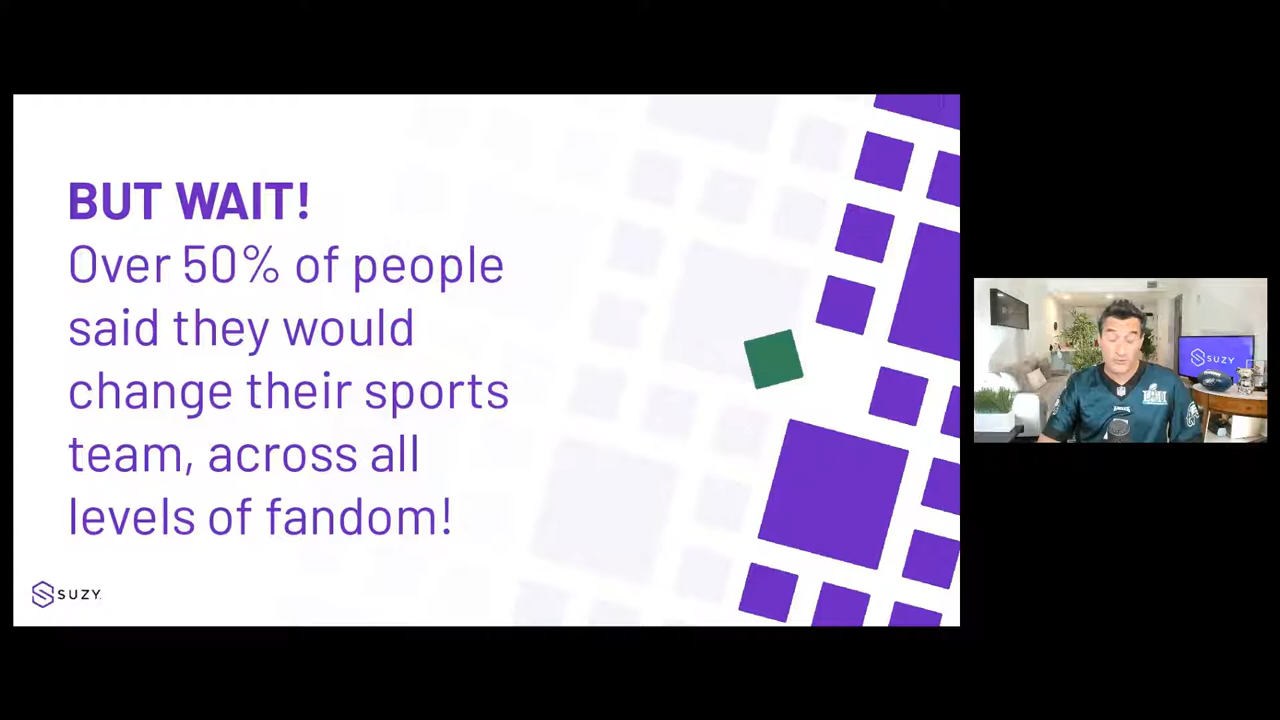 BUT WAIT!
Over 50% of people
said they would
change their sports
team, across all
levels of fandom!
SUZY
SUZY